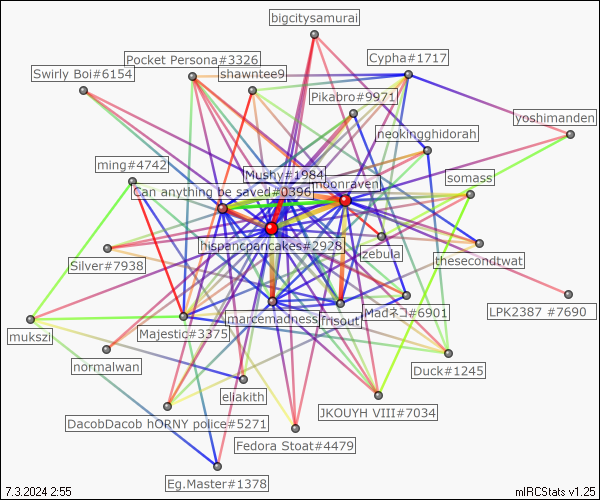 bigcitysamurai
Pocket Persona#3326
Cypha#1717
Swirly Boi#6154
shawntee9
Pikabro#9971
yoshimanden
neokingghidorah
ming#4742
Mushy#1984
somass
Can anything be saved#0396
moonraven
hispancpancakes#2928
zebula
thesecondtwat
Silver#7938
LPK2387 #7690
Madネコ#6901
marcemadness
frisout
Majestic#3375
mukszi
normalwan
Duck#1245
eliakith
JKOUYH VIII#7034
DacobDacob hORNY police#5271
Fedora Stoat#4479
Eg.Master#1378
7.3.2024 2:55
mIRCStats v1.25